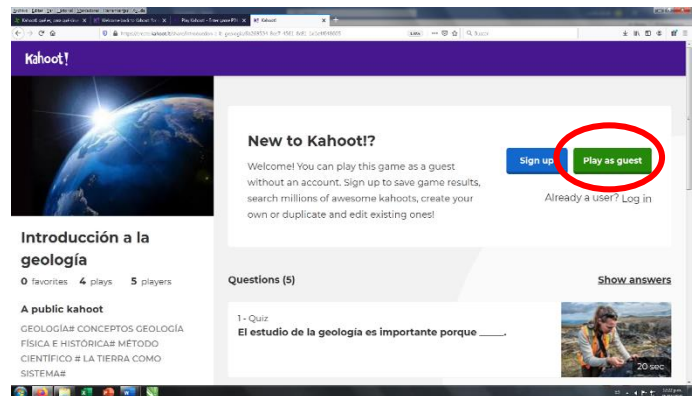 Kahoot!
New to Kahoot!?
Welcome! You can play this game as a guest
without an account. Sign up to save game results,
search millions of awesome kahoots, create your
own or duplicate and edit existing ones!
Sign up
Play as guest
Already a user? Log in
Introducción a la
geología
0 favorites 4 plays 5 players
A public kahoot
GEOLOGÍA# CONCEPTOS GEOLOGÍA
FÍSICA E HISTÓRICA# MÉTODO
CIENTÍFICO # LA TIERRA COMO
SISTEMA#
Questions (5)
Show answers
1 - Quiz
El estudio de la geología es importante porque _____.
20 sec